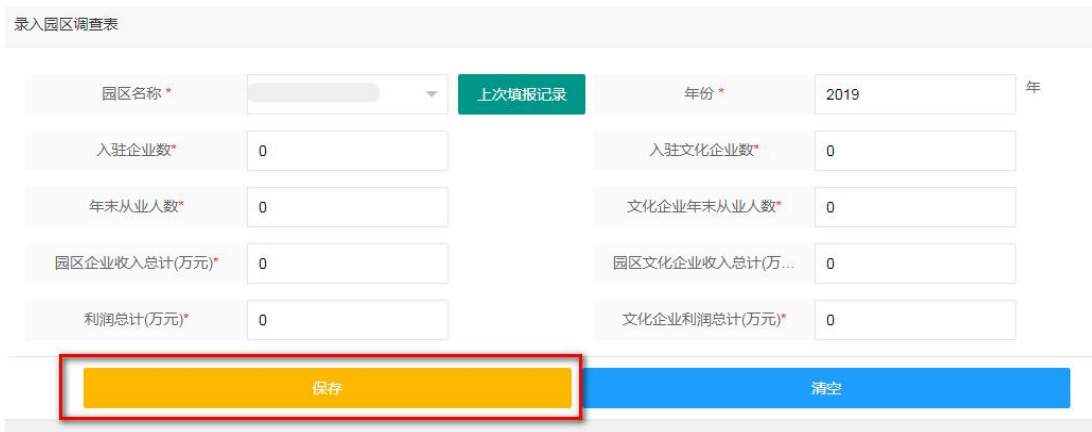 录入园区调查表
园区名称* 上次填报记录 年份* 2019 年
入驻企业数* 0 入驻文化企业数* 0
年末从业人数* 0 文化企业年末从业人数* 0
园区企业收入总计(万元)* 0 园区文化企业收入总计(万... 0
利润总计(万元)* 0 文化企业利润总计(万元)* 0
保存 清空